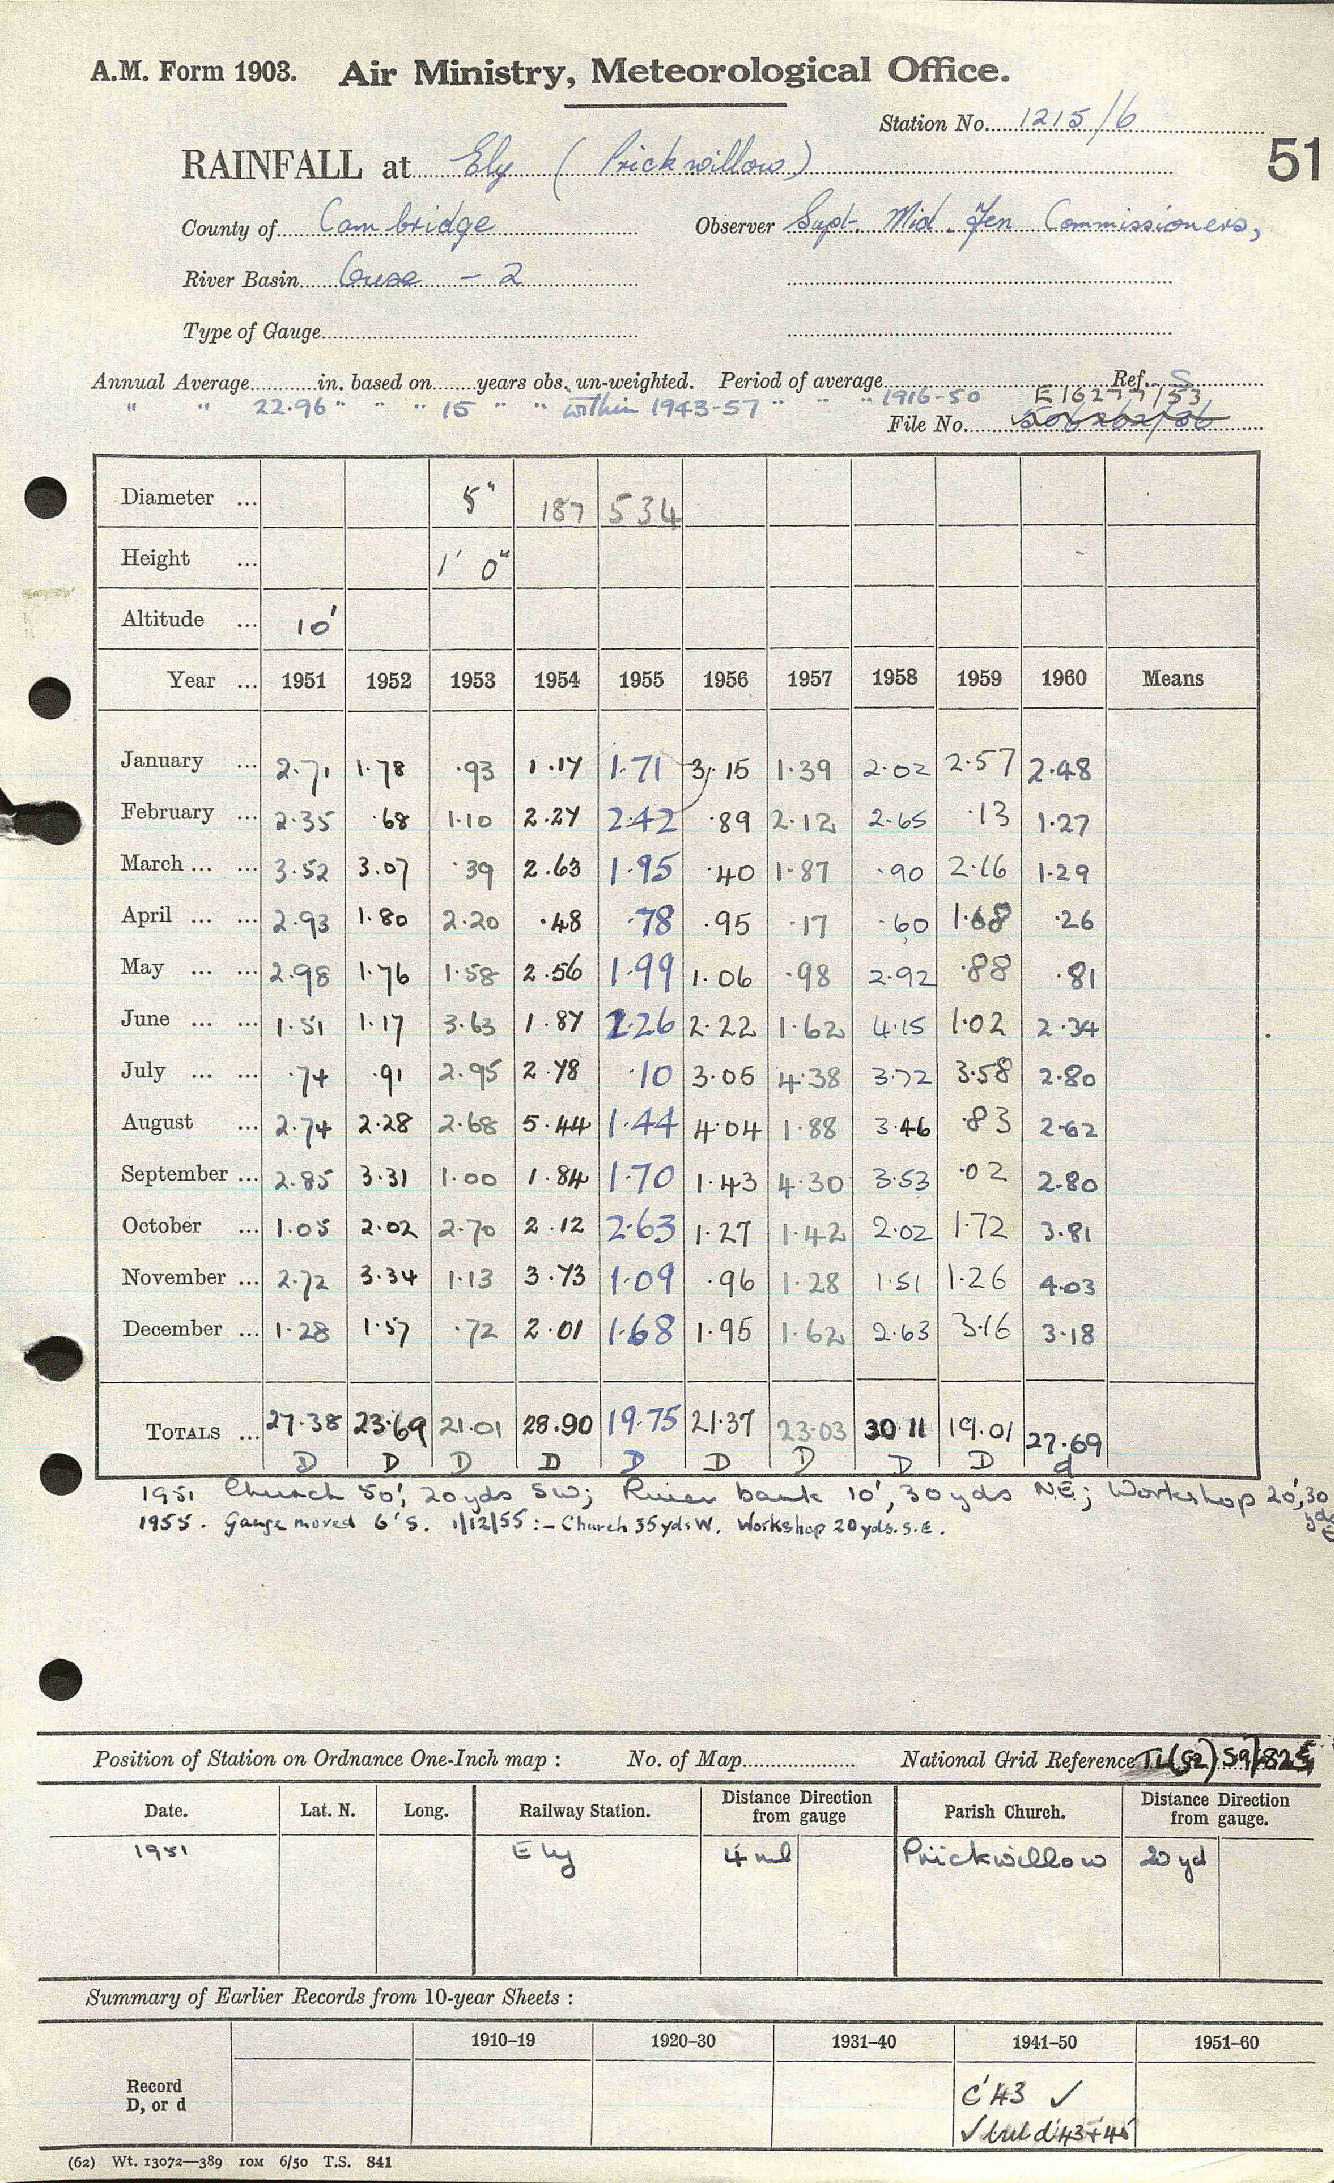 A.M. Form 1903. Air Ministry, Meteorological Office.
Station No. 1215/6
51
RAINFALL at Ely (Prickwillow)
County of Cambridge Observer Supt. Mid. Fen Commissioners,
River Basin Ouse - 2
Type of Gauge
Annual Average in. based on years obs. un-weighted. Period of average Ref. S
" " 22.96 " " " 15 " " within 1943-57 " " " 1916-50 E/6277/53
File No.
Diameter ... 5" 187 534
Height ... 1' 0"
Altitude ... 10'
Year ... 1951 1952 1953 1954 1955 1956 1957 1958 1959 1960 Means
January ... 2.71 1.78 .93 1.17 1.71 3.15 1.39 2.02 2.57 2.48
February ... 2.35 .68 1.10 2.27 2.42 .89 2.12 2.65 .13 1.27
March ... ... 3.52 3.07 .39 2.63 1.95 .40 1.87 .90 2.16 1.29
April ... ... 2.93 1.80 2.20 .48 .78 .95 .17 .60 1.68 .26
May ... ... 2.98 1.76 1.58 2.56 1.99 1.06 .98 2.92 .88 .81
June ... ... 1.51 1.17 3.63 1.87 2.26 2.22 1.62 4.15 1.02 2.34
July ... ... .74 .91 2.95 2.78 .10 3.05 4.38 3.72 3.58 2.80
August ... 2.74 2.28 2.68 5.44 1.44 4.04 1.88 3.46 .83 2.62
September ... 2.85 3.31 1.00 1.84 1.70 1.43 4.30 3.53 .02 2.80
October ... 1.05 2.02 2.70 2.12 2.63 1.27 1.42 2.02 1.72 3.81
November ... 2.72 3.34 1.13 3.73 1.09 .96 1.28 1.51 1.26 4.03
December ... 1.28 1.57 .72 2.01 1.68 1.95 1.62 2.63 3.16 3.18
TOTALS ... 27.38 23.69 21.01 28.90 19.75 21.37 23.03 30.11 19.01 27.69
D D D D D D D D D d
1951 Church 50', 20yds SW; River bank 10', 30yds NE; Workshop 20', 30 yds E
1955. Gauge moved 6' S. 1/12/55 :- Church 35yds W. Workshop 20yds. S.E.
Position of Station on Ordnance One-Inch map : No. of Map National Grid Reference TL(52) 597825
Date. Lat. N. Long. Railway Station. Distance from Direction gauge Parish Church. Distance from Direction gauge.
1951 Ely 4 ml Prickwillow 20 yd
Summary of Earlier Records from 10-year Sheets :
1910-19 1920-30 1931-40 1941-50 1951-60
Record
D, or d
C'43 ✓
✓ but d'43+45
(62) Wt. 13072—389 10M 6/50 T.S. 841